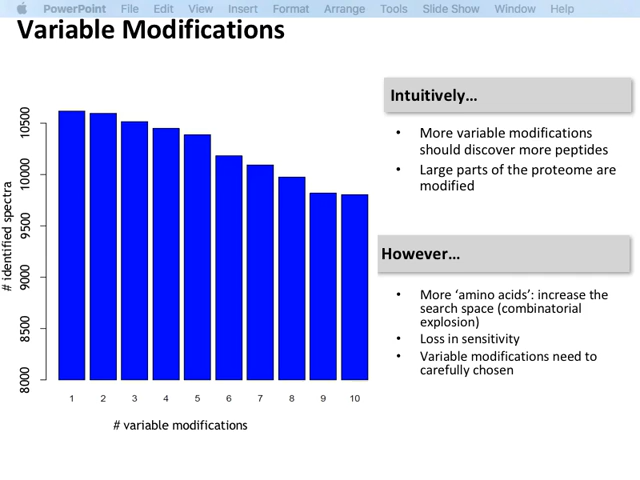 PowerPoint File Edit View Insert Format Arrange Tools Slide Show Window Help
Variable Modifications
# identified spectra
10500
10000
9500
9000
8500
8000
1 2 3 4 5 6 7 8 9 10
# variable modifications
Intuitively…
• More variable modifications
should discover more peptides
• Large parts of the proteome are
modified
However…
• More ‘amino acids’: increase the
search space (combinatorial
explosion)
• Loss in sensitivity
• Variable modifications need to
carefully chosen